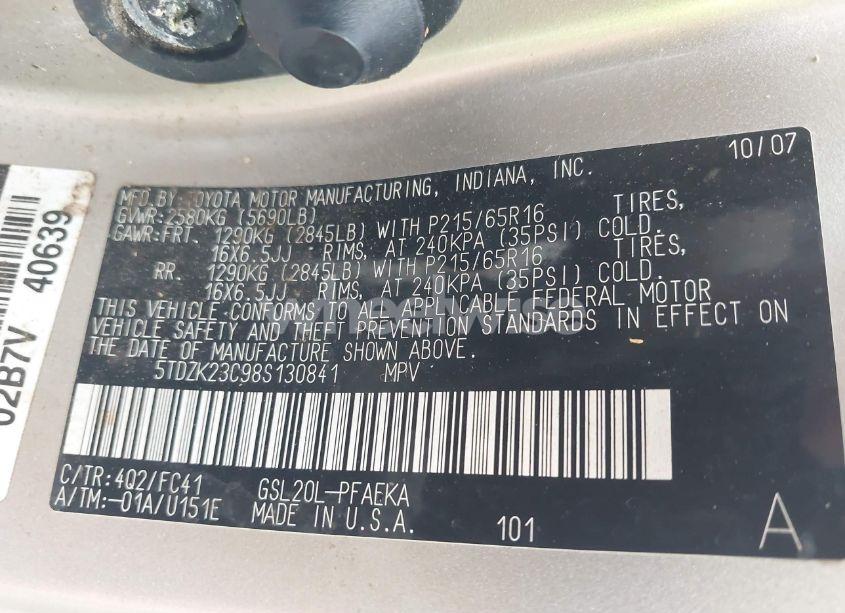 10/07
MFD.BY TOYOTA MOTOR MANUFACTURING, INDIANA, INC.
GVWR:2580KG (5690LB)
GAWR:FRT. 1290KG (2845LB) WITH P215/65R16 TIRES,
16X6.5JJ RIMS, AT 240KPA (35PSI) COLD.
RR. 1290KG (2845LB) WITH P215/65R16 TIRES,
16X6.5JJ RIMS, AT 240KPA (35PSI) COLD.
THIS VEHICLE CONFORMS TO ALL APPLICABLE FEDERAL MOTOR
VEHICLE SAFETY AND THEFT PREVENTION STANDARDS IN EFFECT ON
THE DATE OF MANUFACTURE SHOWN ABOVE.
5TDZK23C98S130841 MPV
C/TR:4Q2/FC41 GSL20L-PFAEKA
A/TM:-01A/U151E MADE IN U.S.A. 101 A
02B7V 40639